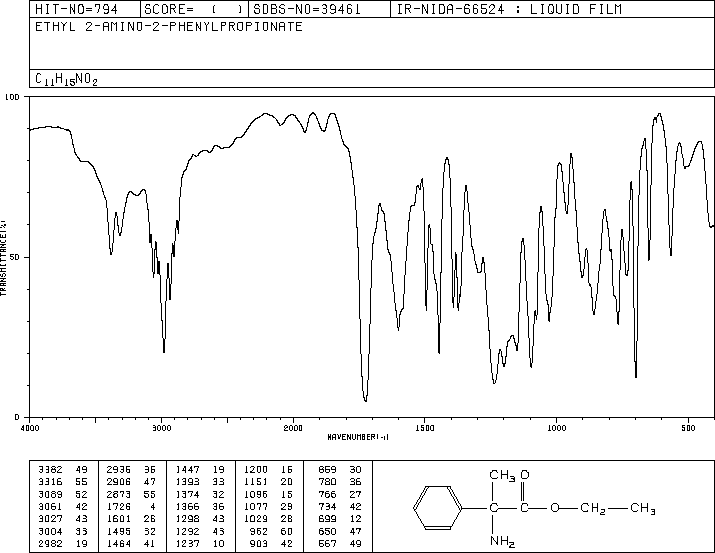 HIT-NO=794 SCORE= ( ) SDBS-NO=39461 IR-NIDA-66524 : LIQUID FILM
ETHYL 2-AMINO-2-PHENYLPROPIONATE
C11H15NO2
100
TRANSMITTANCE(%)
50
0
4000 3000 2000 1500 1000 500
WAVENUMBER(-1)
3382 49 2936 36 1447 19 1200 16 859 30
3316 55 2906 47 1393 33 1151 20 780 36
3089 52 2873 55 1374 32 1096 15 766 27
3061 42 1726 4 1366 36 1077 29 734 42
3027 43 1601 26 1298 43 1029 28 699 12
3004 33 1495 32 1292 43 962 60 650 47
2982 19 1464 41 1237 10 903 42 567 49
CH3 O
C C O CH2 CH3
NH2